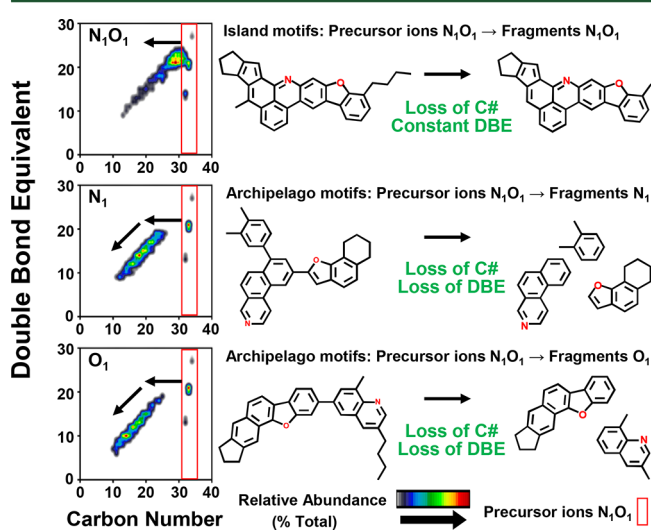 Island motifs: Precursor ions N₁O₁ → Fragments N₁O₁
Double Bond Equivalent
30
20
10
0
0 10 20 30 40
N₁O₁
N
O
N
O
Loss of C#
Constant DBE
Archipelago motifs: Precursor ions N₁O₁ → Fragments N₁
30
20
10
0
0 10 20 30 40
N₁
O
N
N
O
Loss of C#
Loss of DBE
Archipelago motifs: Precursor ions N₁O₁ → Fragments O₁
30
20
10
0
0 10 20 30 40
O₁
O
N
O
N
Loss of C#
Loss of DBE
Carbon Number
Relative Abundance
(% Total)
Precursor ions N₁O₁